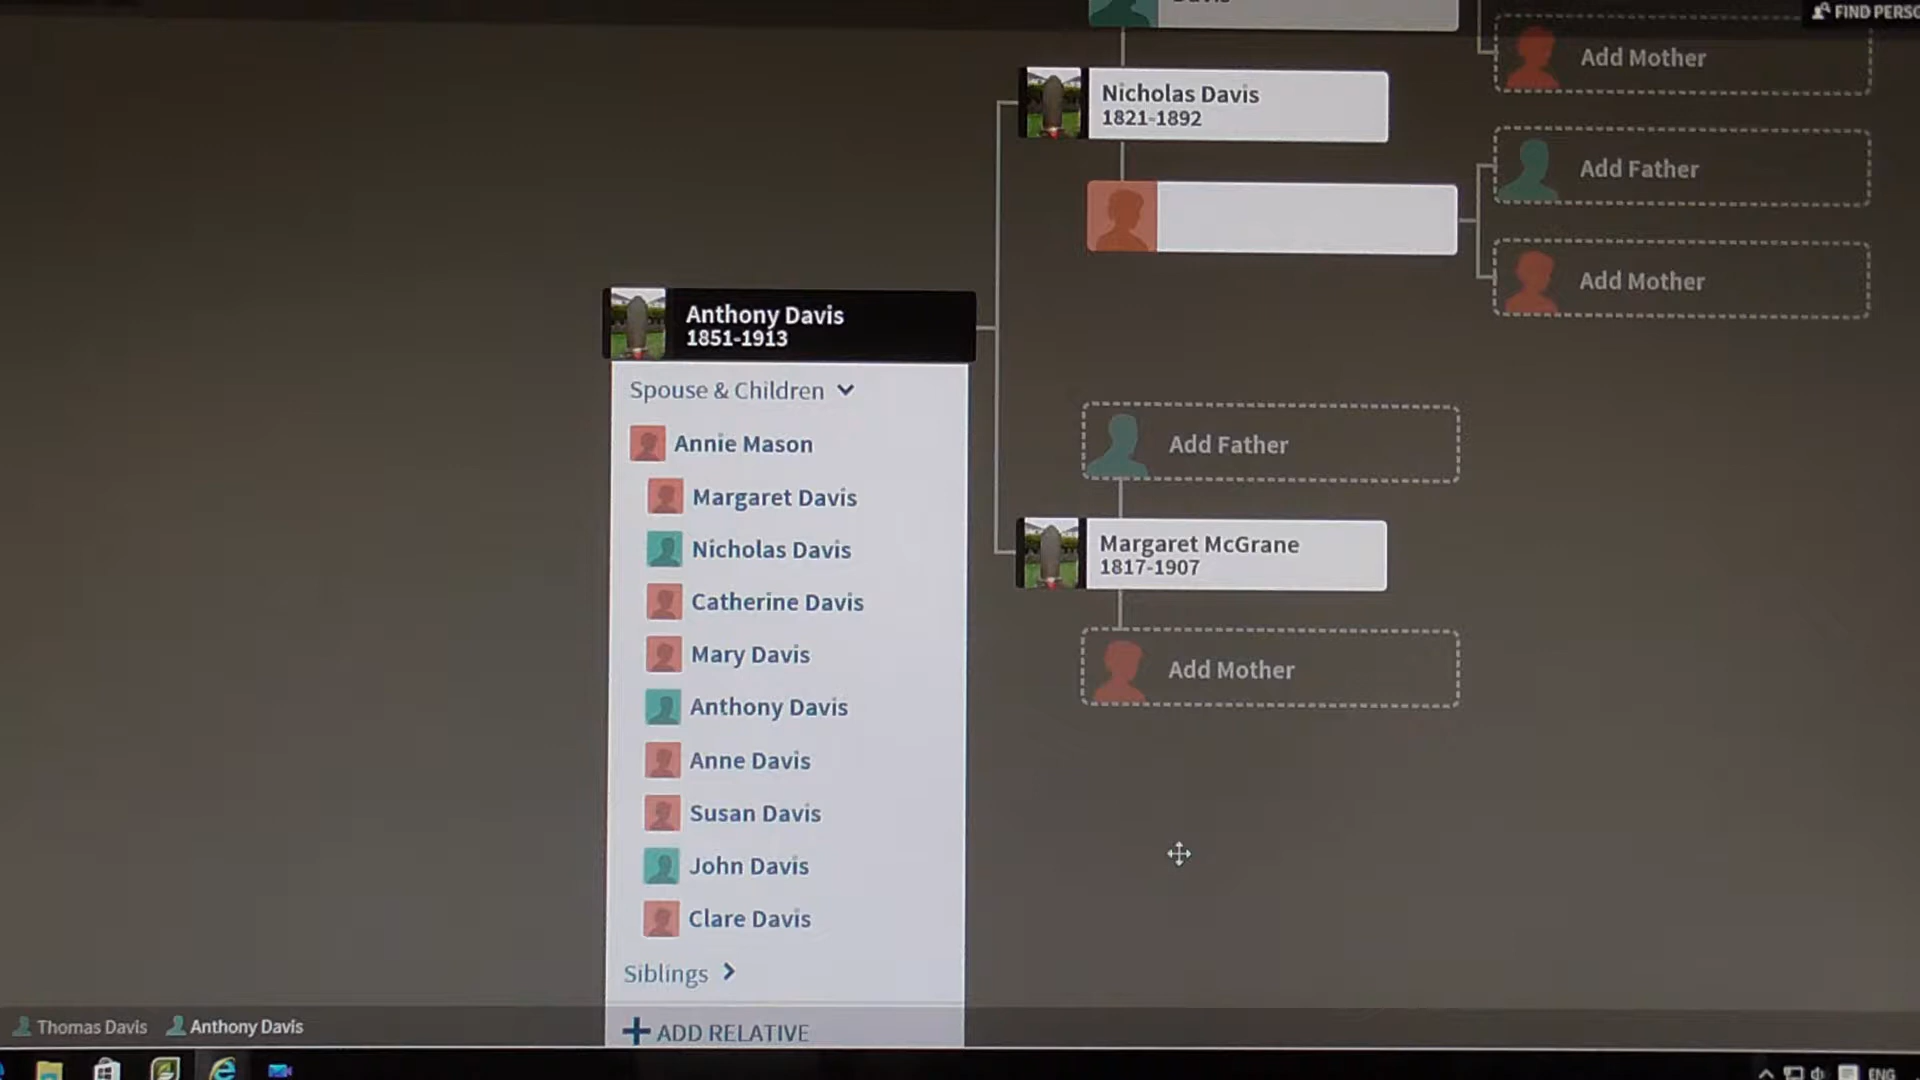 Davis
FIND PERSO
Add Mother
Nicholas Davis
1821-1892
Add Father
Add Mother
Anthony Davis
1851-1913
Spouse & Children
Annie Mason
Margaret Davis
Nicholas Davis
Catherine Davis
Mary Davis
Anthony Davis
Anne Davis
Susan Davis
John Davis
Clare Davis
Siblings
ADD RELATIVE
Add Father
Margaret McGrane
1817-1907
Add Mother
Thomas Davis
Anthony Davis
ENG